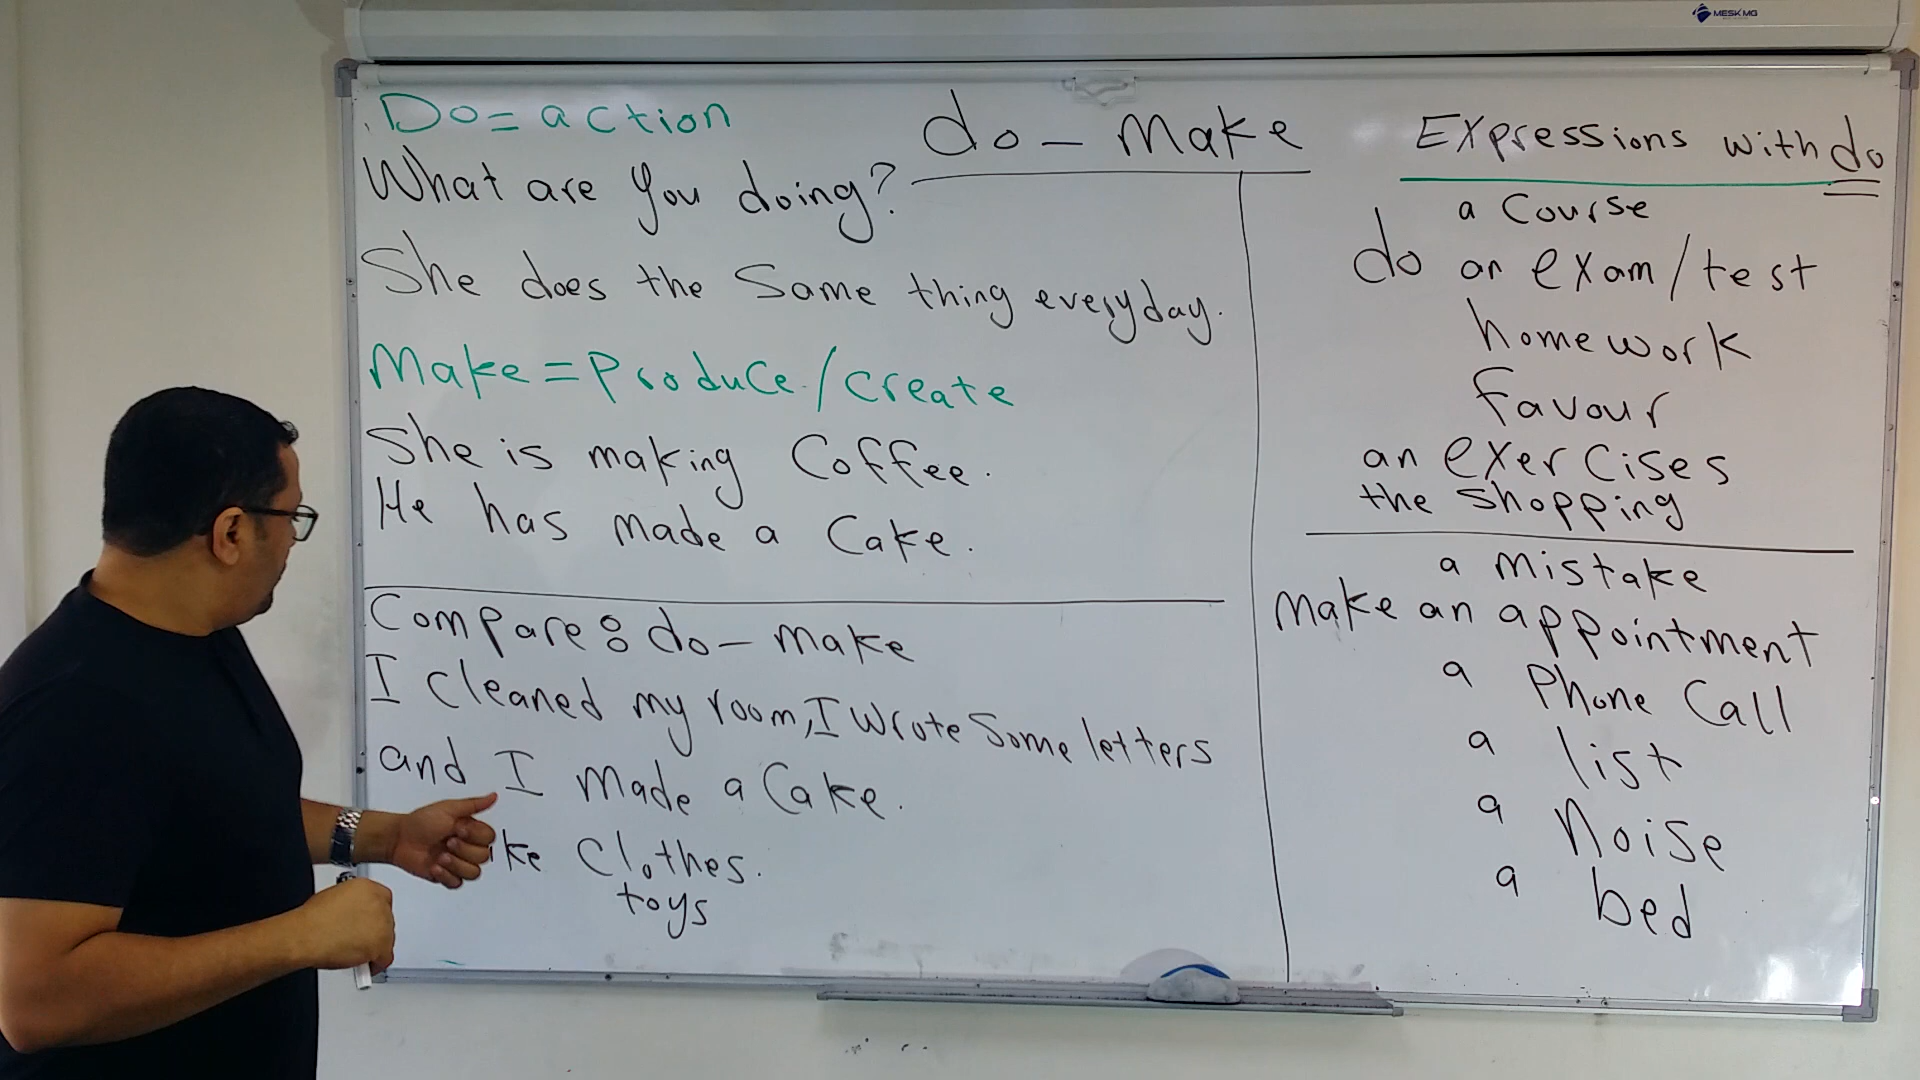 MESK MG
do - Make
Do = action
What are you doing?
She does the Same thing everyday.
Make = Produce / Create
She is making Coffee.
He has made a Cake.
Compare: do - make
I Cleaned my room, I wrote Some letters
and I made a Cake.
Clothes.
toys
Expressions with do
a Course
do an exam / test
homework
Favour
an exercises
the shopping
a mistake
Make an appointment
a Phone Call
a list
a Noise
a bed